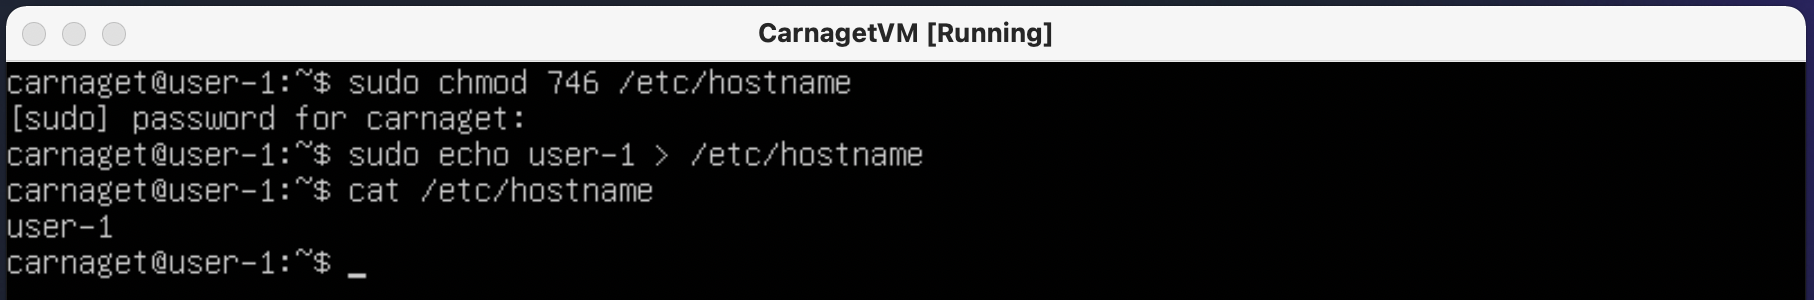 CarnagetVM [Running]
carnaget@user-1:~$ sudo chmod 746 /etc/hostname
[sudo] password for carnaget:
carnaget@user-1:~$ sudo echo user-1 > /etc/hostname
carnaget@user-1:~$ cat /etc/hostname
user-1
carnaget@user-1:~$ _